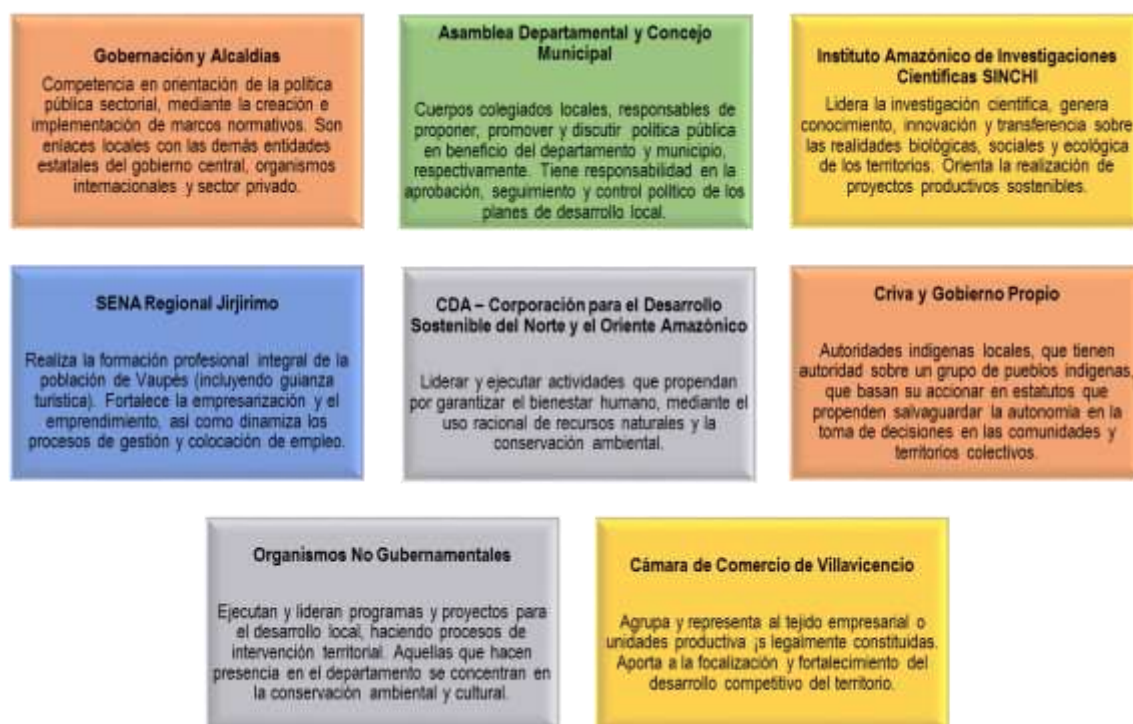 Gobernación y Alcaldías
Competencia en orientación de la política
pública sectorial, mediante la creación e
implementación de marcos normativos. Son
enlaces locales con las demás entidades
estatales del gobierno central, organismos
internacionales y sector privado.
Asamblea Departamental y Concejo
Municipal
Cuerpos colegiados locales, responsables de
proponer, promover y discutir política pública
en beneficio del departamento y municipio,
respectivamente. Tiene responsabilidad en la
aprobación, seguimiento y control político de los
planes de desarrollo local.
Instituto Amazónico de Investigaciones
Científicas SINCHI
Lidera la investigación científica, genera
conocimiento, innovación y transferencia sobre
las realidades biológicas, sociales y ecológica
de los territorios. Orienta la realización de
proyectos productivos sostenibles.
SENA Regional Jirjirimo
Realiza la formación profesional integral de la
población de Vaupés (incluyendo guianza
turística). Fortalece la empresarización y el
emprendimiento, así como dinamiza los
procesos de gestión y colocación de empleo.
CDA – Corporación para el Desarrollo
Sostenible del Norte y el Oriente Amazónico
Liderar y ejecutar actividades que propendan
por garantizar el bienestar humano, mediante el
uso racional de recursos naturales y la
conservación ambiental.
Criva y Gobierno Propio
Autoridades indígenas locales, que tienen
autoridad sobre un grupo de pueblos indígenas,
que basan su accionar en estatutos que
propenden salvaguardar la autonomía en la
toma de decisiones en las comunidades y
territorios colectivos.
Organismos No Gubernamentales
Ejecutan y lideran programas y proyectos para
el desarrollo local, haciendo procesos de
intervención territorial. Aquellas que hacen
presencia en el departamento se concentran en
la conservación ambiental y cultural.
Cámara de Comercio de Villavicencio
Agrupa y representa al tejido empresarial o
unidades productiva ¡s legalmente constituidas.
Aporta a la focalización y fortalecimiento del
desarrollo competitivo del territorio.